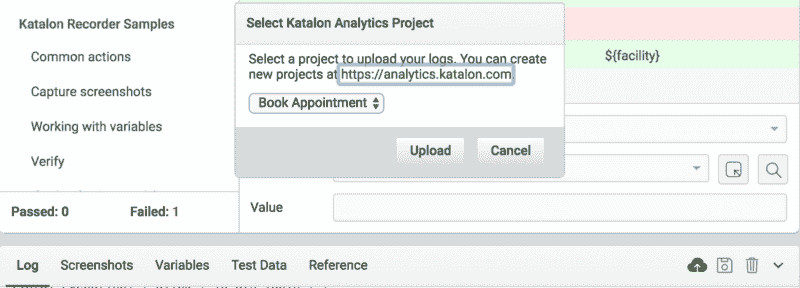 Katalon Recorder Samples
Common actions
Capture screenshots
Working with variables
Verify
Passed: 0 Failed: 1
Select Katalon Analytics Project
Select a project to upload your logs. You can create
new projects at https://analytics.katalon.com.
Book Appointment
Upload Cancel
${facility}
Value
Log Screenshots Variables Test Data Reference